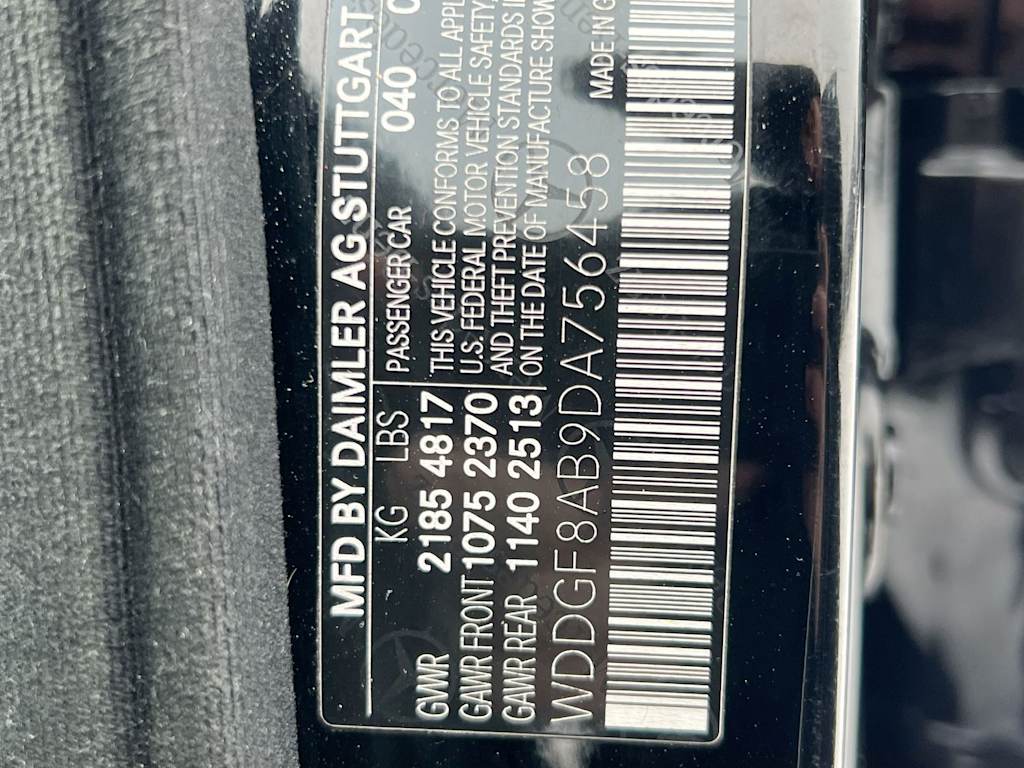 MFD BY DAIMLER AG STUTTGART
KG LBS
GVWR 2185 4817
GAWR FRONT 1075 2370
GAWR REAR 1140 2513
PASSENGER CAR 040
THIS VEHICLE CONFORMS TO ALL APPL
U.S. FEDERAL MOTOR VEHICLE SAFETY,
AND THEFT PREVENTION STANDARDS I
ON THE DATE OF MANUFACTURE SHOW
WDDGF8AB9DA756458
MADE IN G